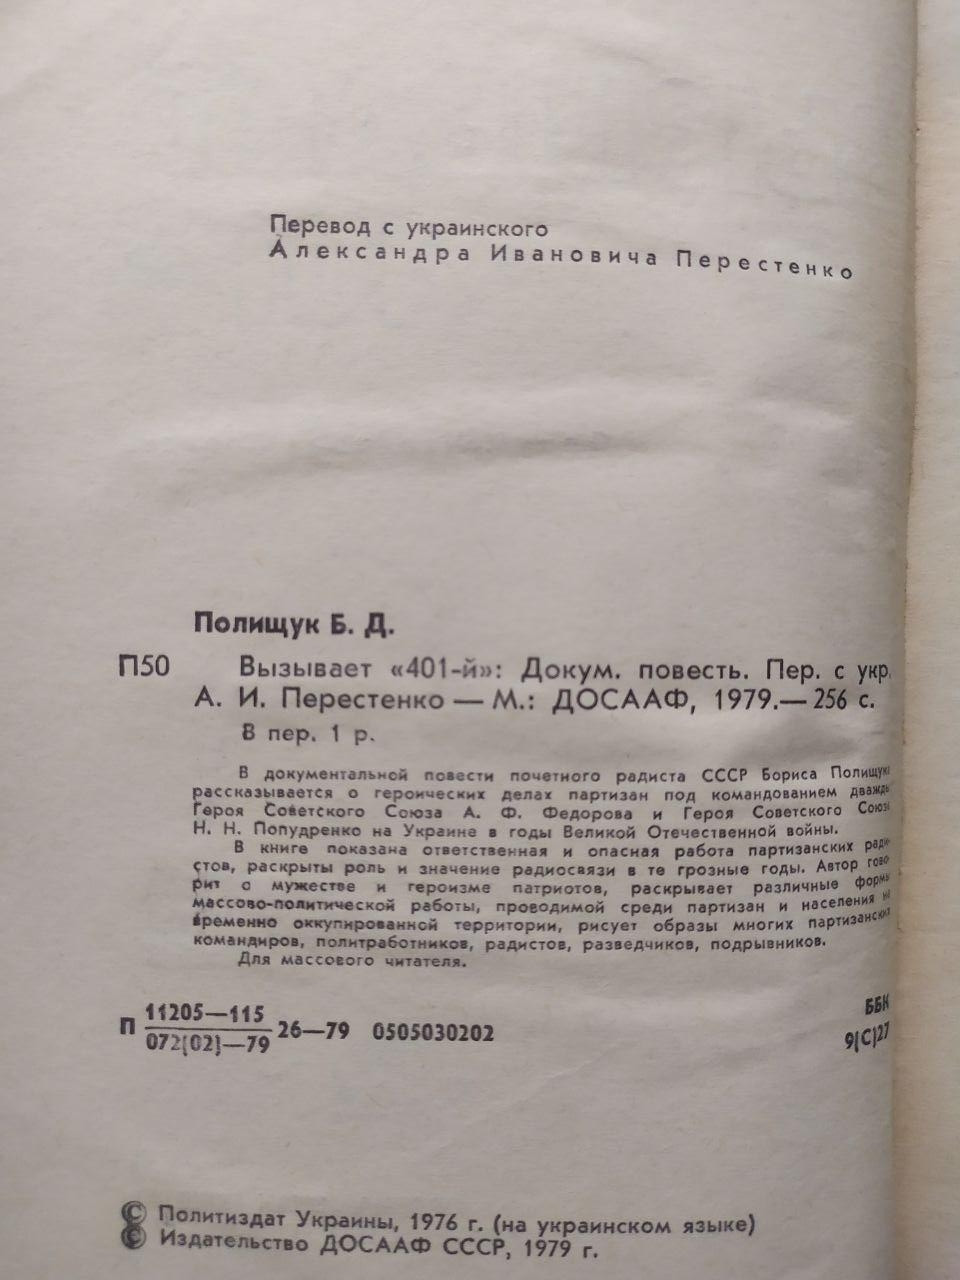 Перевод с украинского
Александра Ивановича Перестенко
Полищук Б. Д.
П50 Вызывает «401-й»: Докум. повесть. Пер. с укр.
А. И. Перестенко — М.: ДОСААФ, 1979.— 256 с.
В пер. 1 р.
В документальной повести почетного радиста СССР Бориса Полищука
рассказывается о героических делах партизан под командованием дважды
Героя Советского Союза А. Ф. Федорова и Героя Советского Союза
Н. Н. Попудренко на Украине в годы Великой Отечественной войны.
В книге показана ответственная и опасная работа партизанских ради-
стов, раскрыты роль и значение радиосвязи в те грозные годы. Автор гово-
рит о мужестве и героизме патриотов, раскрывает различные формы
массово-политической работы, проводимой среди партизан и населения на
временно оккупированной территории, рисует образы многих партизанских
командиров, политработников, радистов, разведчиков, подрывников.
Для массового читателя.
П 11205—115
072(02)—79 26—79 0505030202
ББК
9(С)27
© Политиздат Украины, 1976 г. (на украинском языке)
© Издательство ДОСААФ СССР, 1979 г.